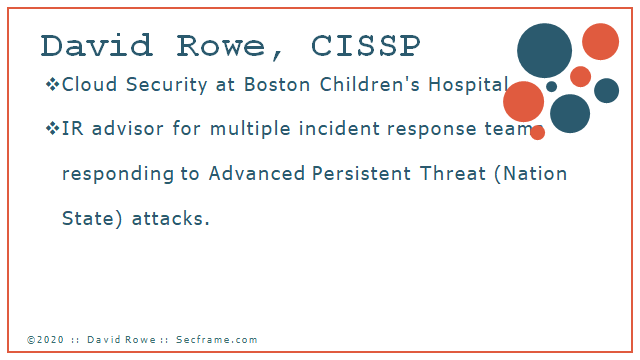 David Rowe, CISSP
❖Cloud Security at Boston Children's Hospital
❖IR advisor for multiple incident response teams
responding to Advanced Persistent Threat (Nation
State) attacks.
©2020 :: David Rowe :: Secframe.com